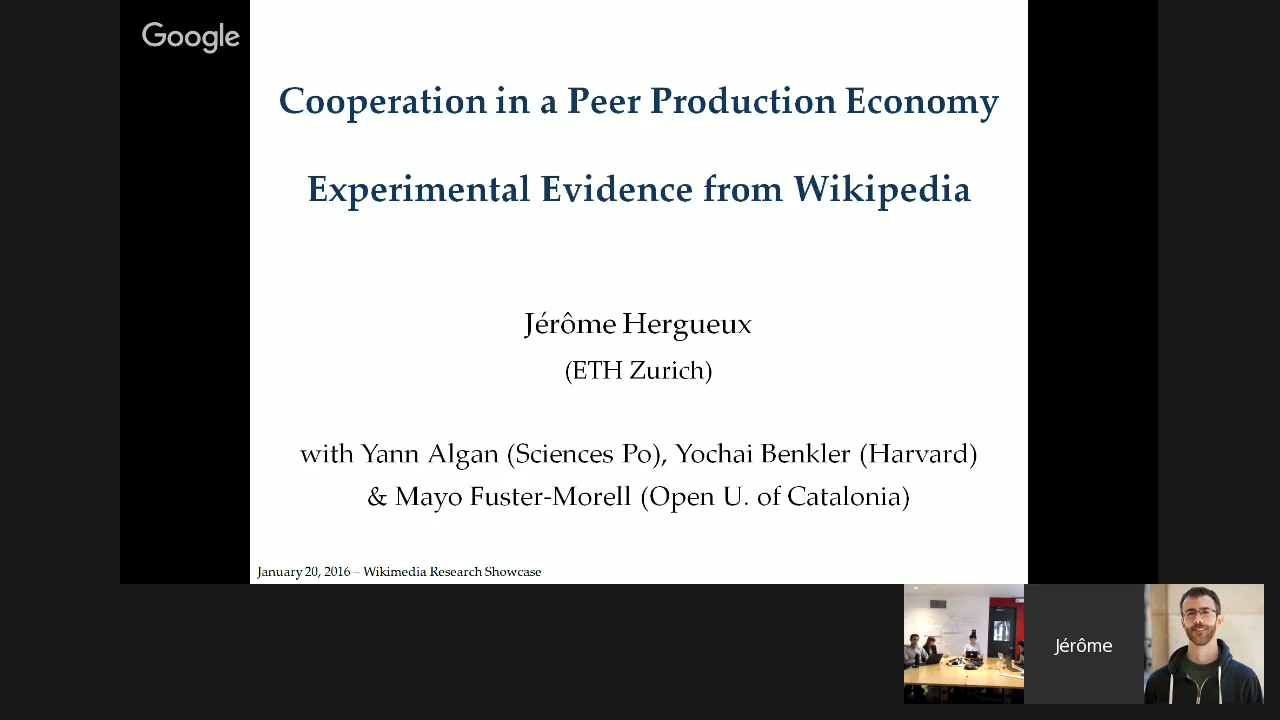 Google
Cooperation in a Peer Production Economy
Experimental Evidence from Wikipedia
Jérôme Hergueux
(ETH Zurich)
with Yann Algan (Sciences Po), Yochai Benkler (Harvard)
& Mayo Fuster-Morell (Open U. of Catalonia)
January 20, 2016 – Wikimedia Research Showcase
Jérôme